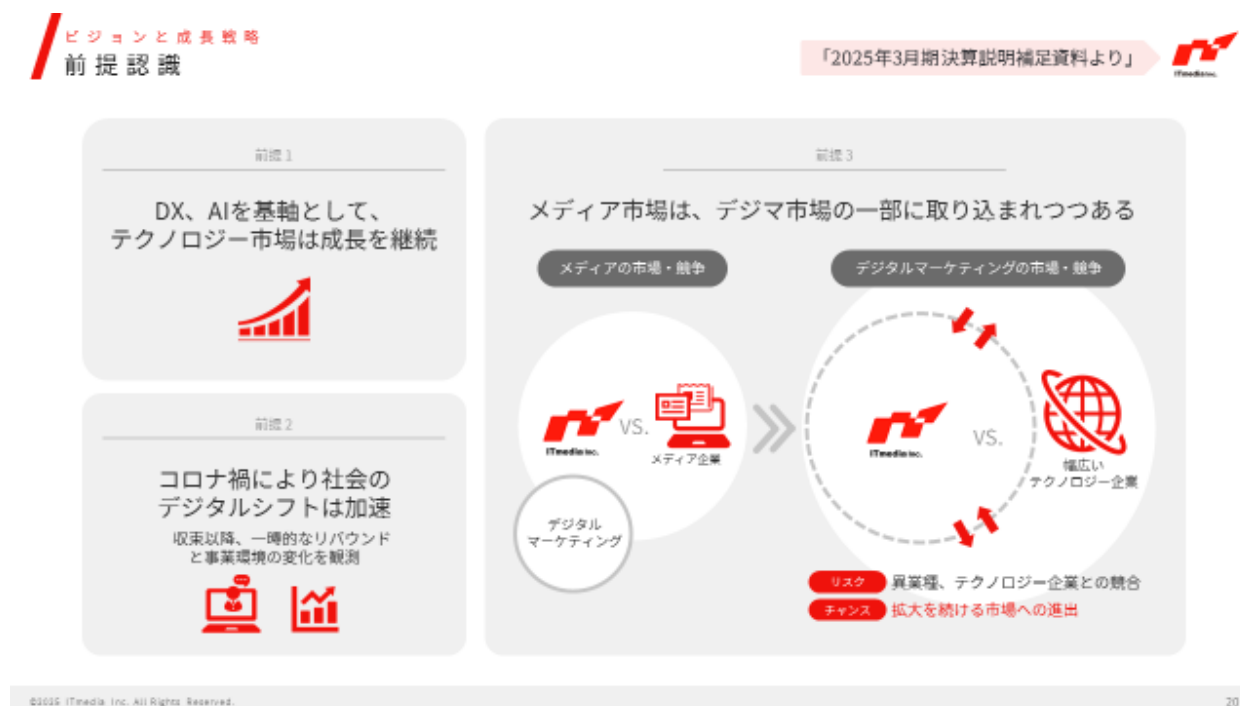 ビジョンと成長戦略
前提認識
「2025年3月期決算説明補足資料より」
ITmedia Inc.
前提1
DX、AIを基軸として、
テクノロジー市場は成長を継続
前提2
コロナ禍により社会の
デジタルシフトは加速
収束以降、一時的なリバウンド
と事業環境の変化を観測
前提3
メディア市場は、デジマ市場の一部に取り込まれつつある
メディアの市場・競争
ITmedia Inc.
VS.
メディア企業
デジタル
マーケティング
デジタルマーケティングの市場・競争
ITmedia Inc.
VS.
幅広い
テクノロジー企業
リスク 異業種、テクノロジー企業との競合
チャンス 拡大を続ける市場への進出
©2025 ITmedia Inc. All Rights Reserved.
20